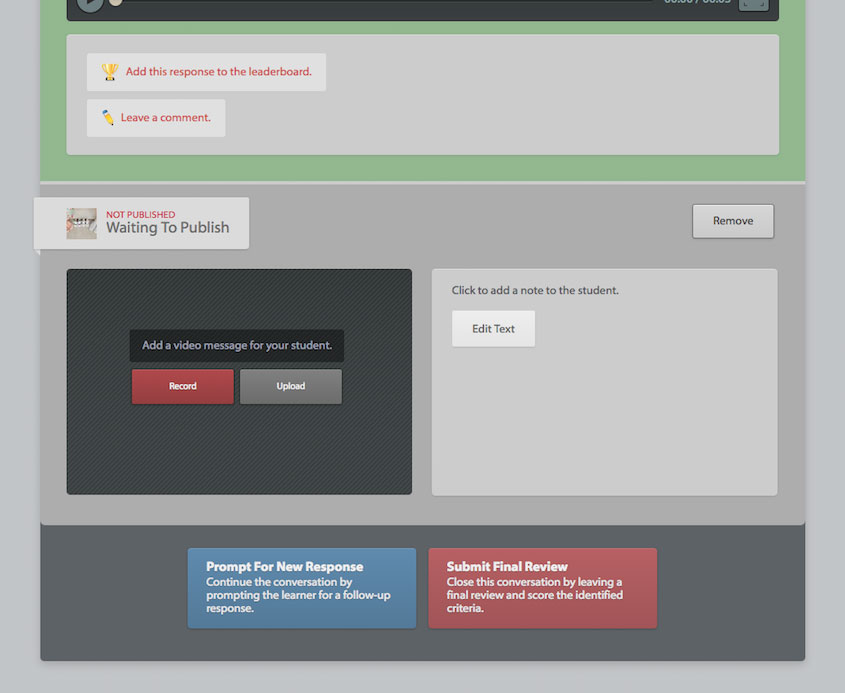 Add this response to the leaderboard.
Leave a comment.
NOT PUBLISHED
Waiting To Publish
Remove
Add a video message for your student.
Record
Upload
Click to add a note to the student.
Edit Text
Prompt For New Response
Continue the conversation by
prompting the learner for a follow-up
response.
Submit Final Review
Close this conversation by leaving a
final review and score the identified
criteria.